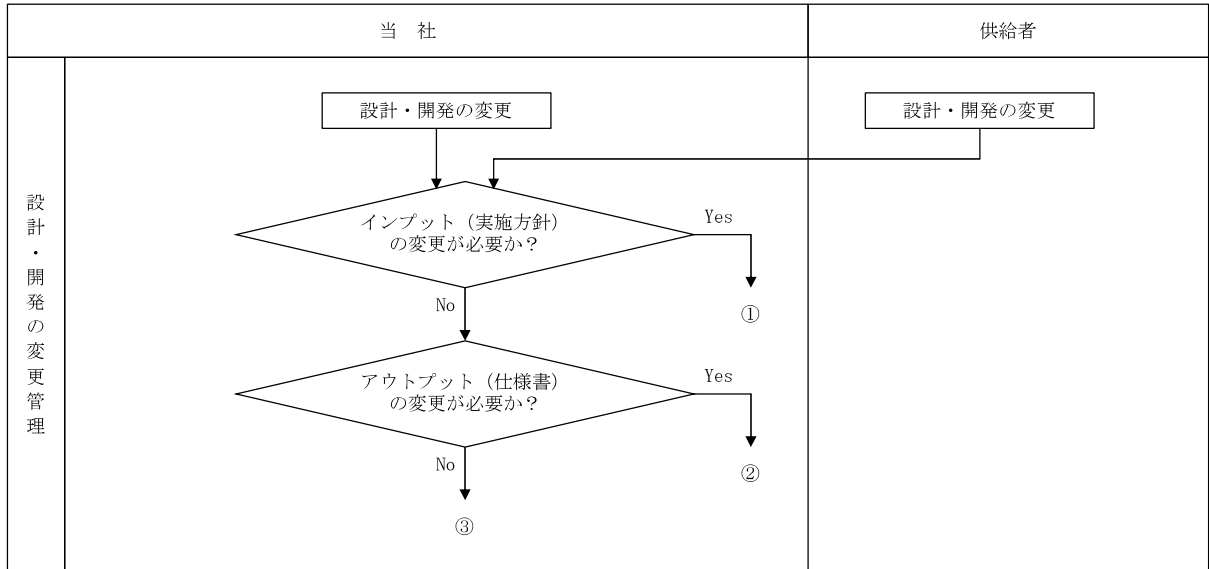 当　社
供給者
設計・開発の変更管理
設計・開発の変更
設計・開発の変更
インプット（実施方針）
の変更が必要か？
Yes
①
No
アウトプット（仕様書）
の変更が必要か？
Yes
②
No
③